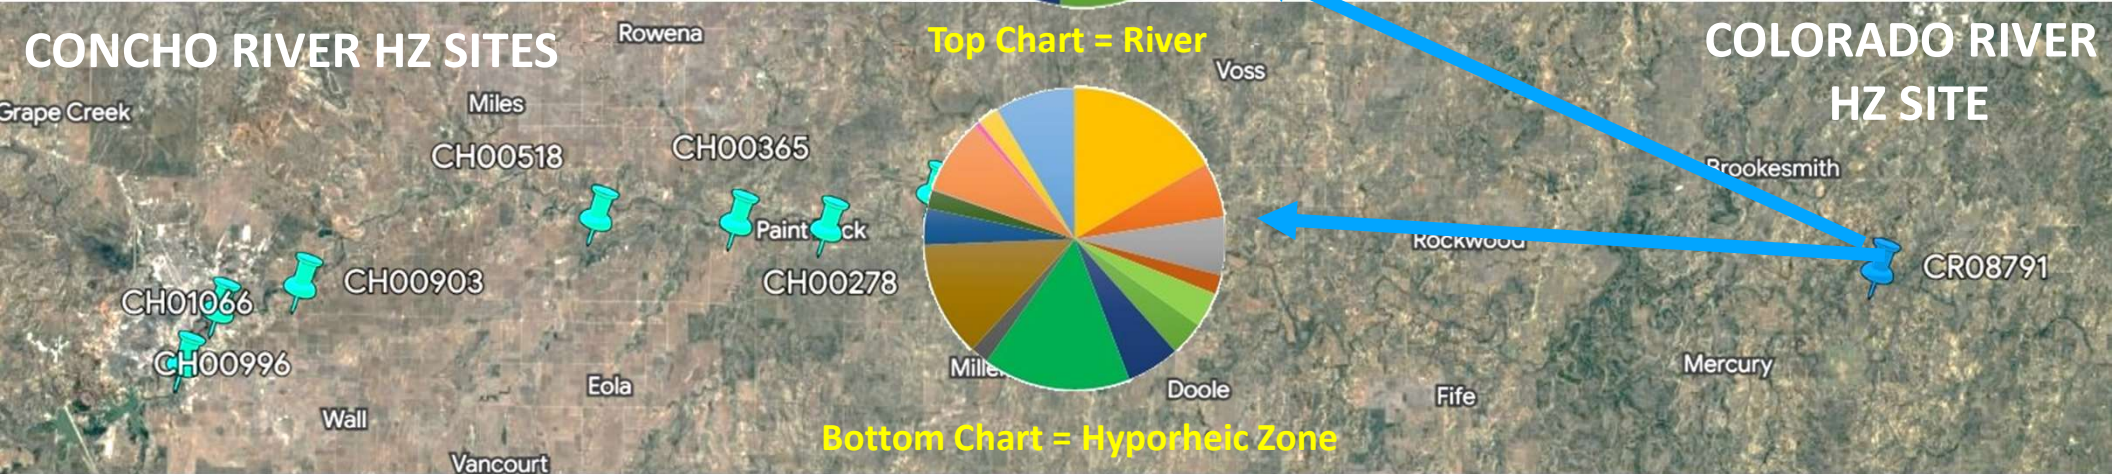 CONCHO RIVER HZ SITES
Rowena
Top Chart = River
COLORADO RIVER
HZ SITE
Voss
Grape Creek
Miles
CH00518
CH00365
Brookesmith
Rockwood
CH00903
CH00278
CR08791
CH01066
CH00996
Mercury
Eola
Doole
Fife
Wall
Bottom Chart = Hyporheic Zone
Vancourt